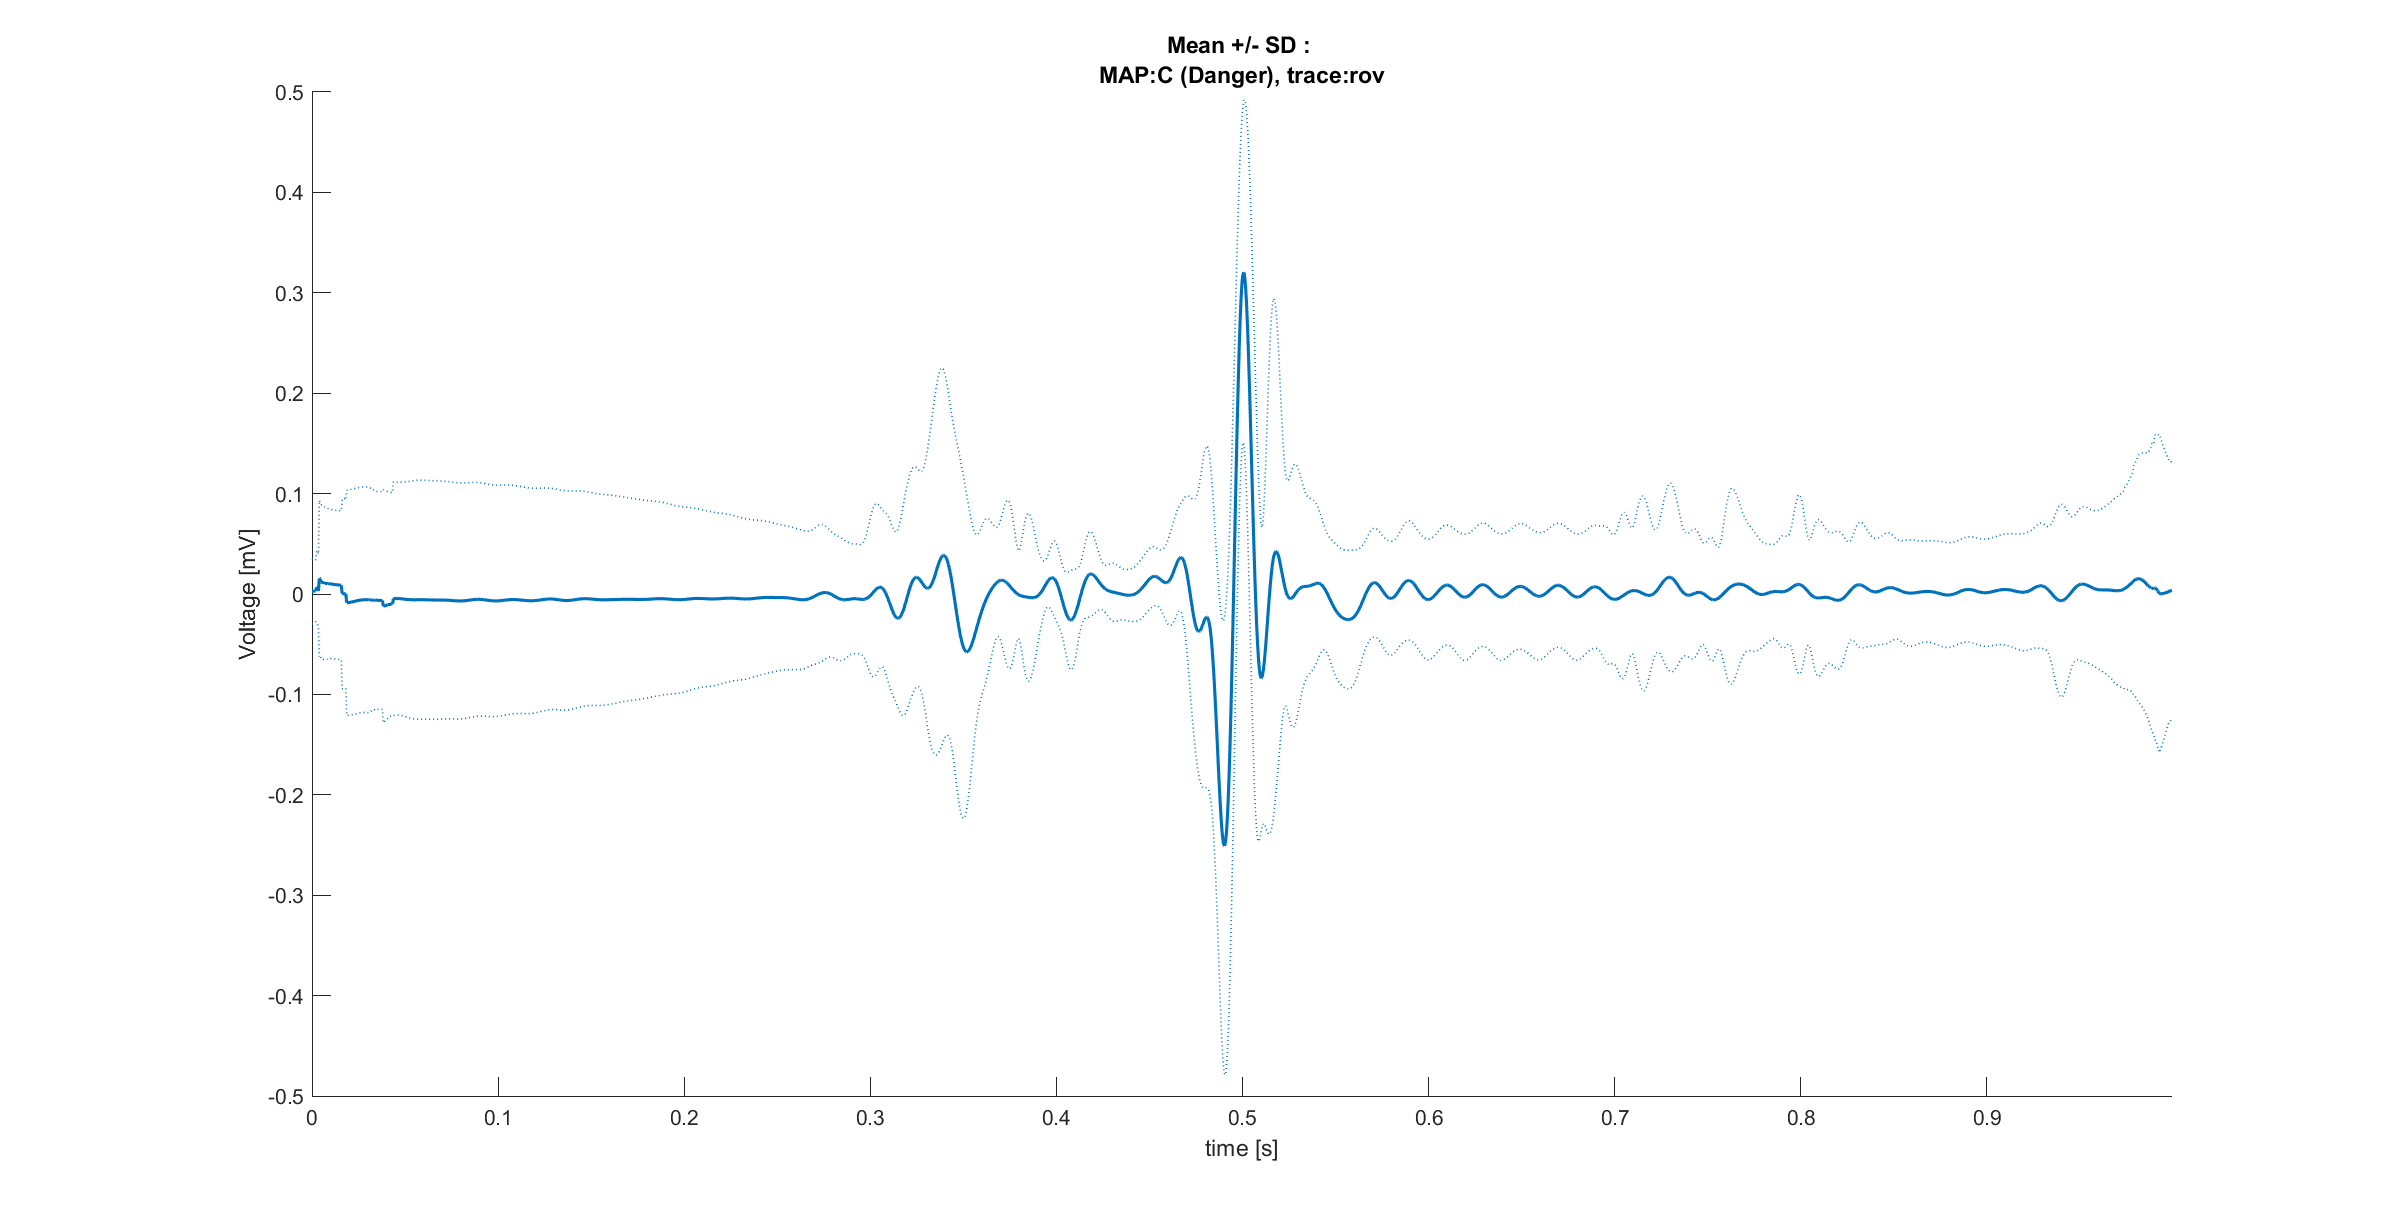 Mean +/- SD :
MAP:C (Danger), trace:rov
0.5
0.4
0.3
0.2
0.1
0
-0.1
-0.2
-0.3
-0.4
-0.5
Voltage [mV]
0 0.1 0.2 0.3 0.4 0.5 0.6 0.7 0.8 0.9
time [s]